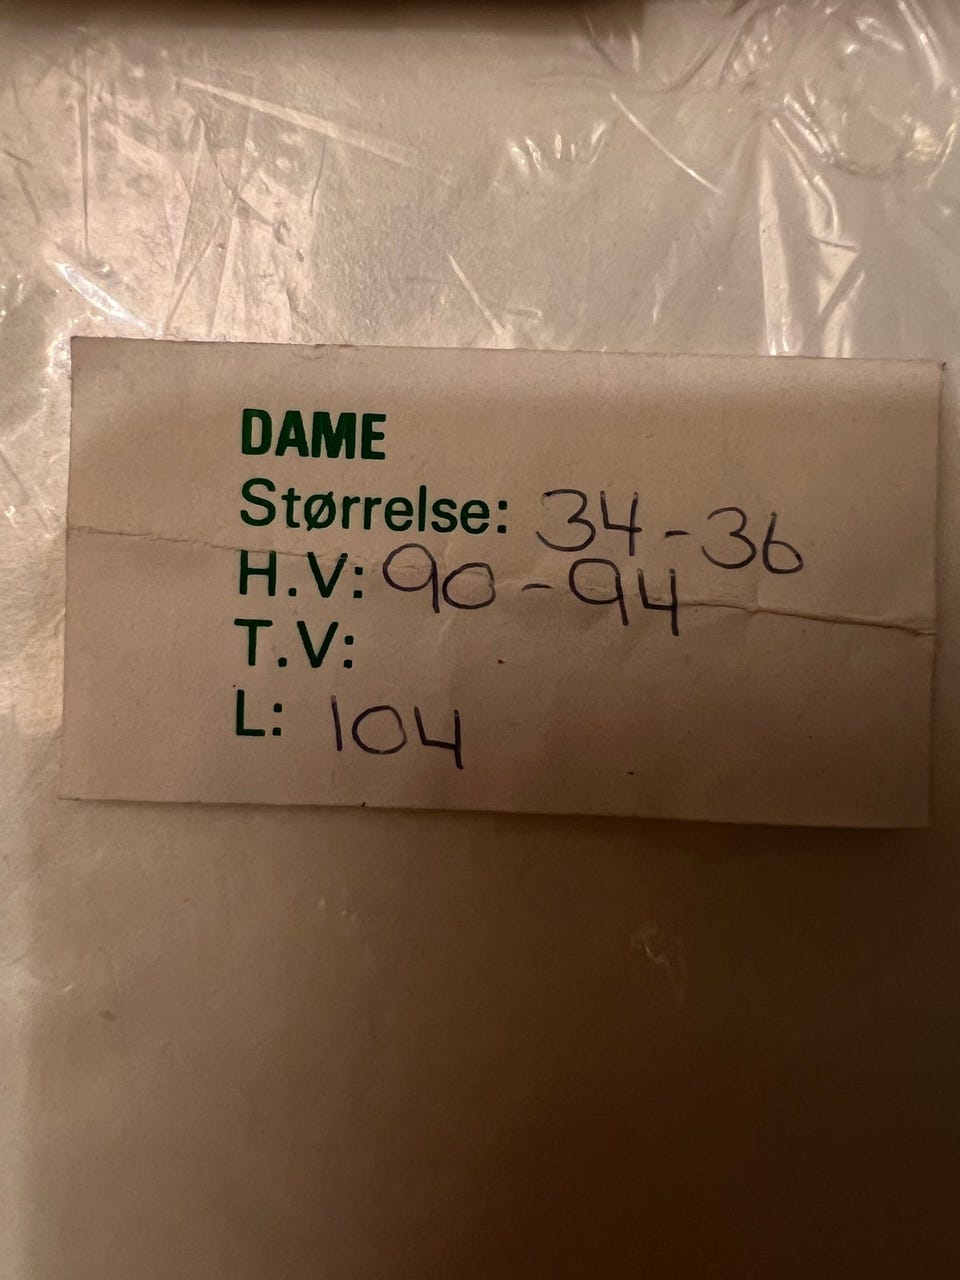 DAME
Størrelse: 34-36
H.V: 90-94
T.V:
L: 104